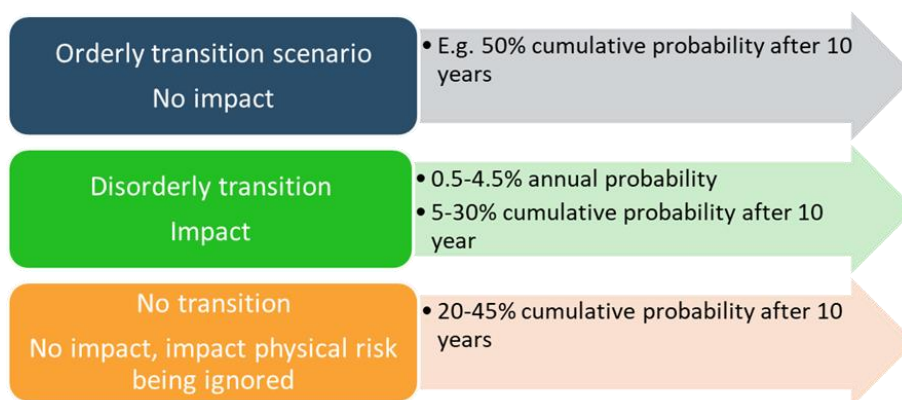 Orderly transition scenario
No impact
• E.g. 50% cumulative probability after 10
years
Disorderly transition
Impact
• 0.5-4.5% annual probability
• 5-30% cumulative probability after 10
year
No transition
No impact, impact physical risk
being ignored
• 20-45% cumulative probability after 10
years